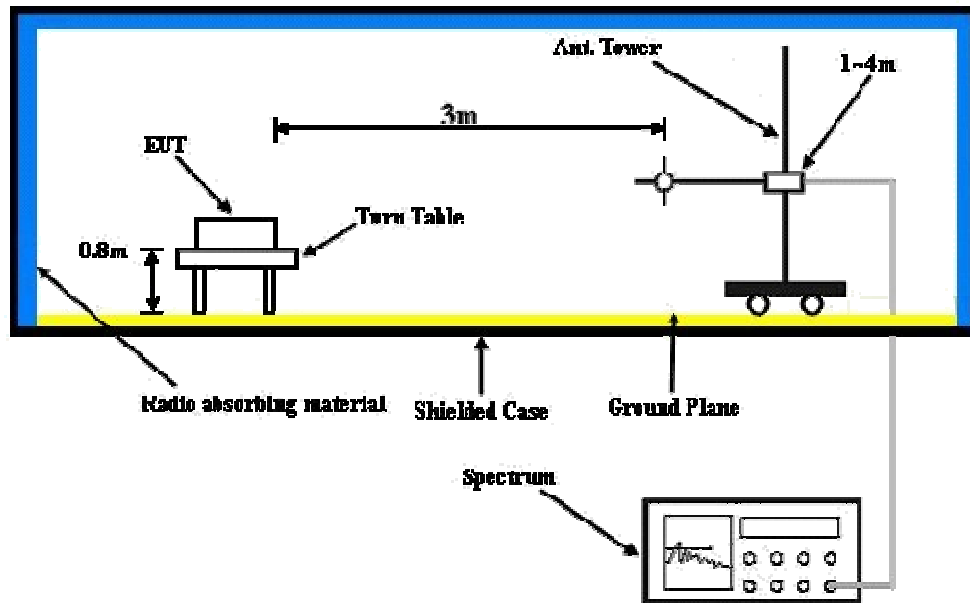 Ant. Tower
1~4m
3m
EUT
Turn Table
0.8m
Radio absorbing material
Shielded Case
Ground Plane
Spectrum